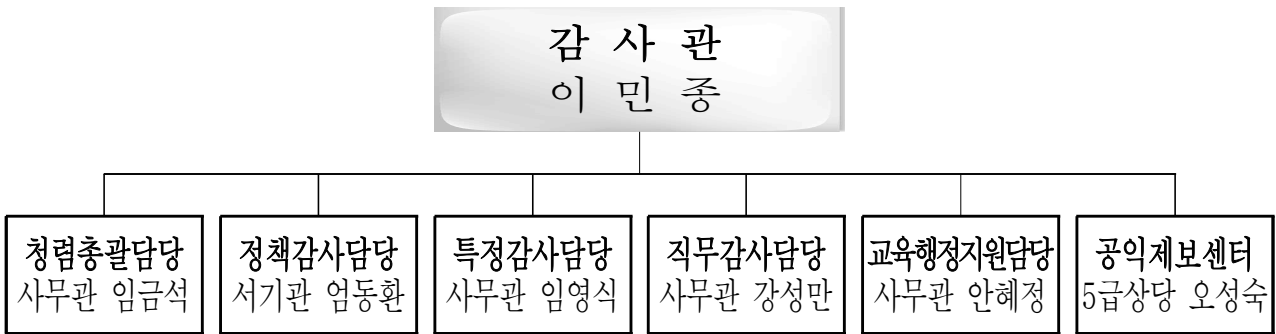 감 사 관
이 민 종
청렴총괄담당
사무관 임금석
정책감사담당
서기관 엄동환
특정감사담당
사무관 임영식
직무감사담당
사무관 강성만
교육행정지원담당
사무관 안혜정
공익제보센터
5급상당 오성숙